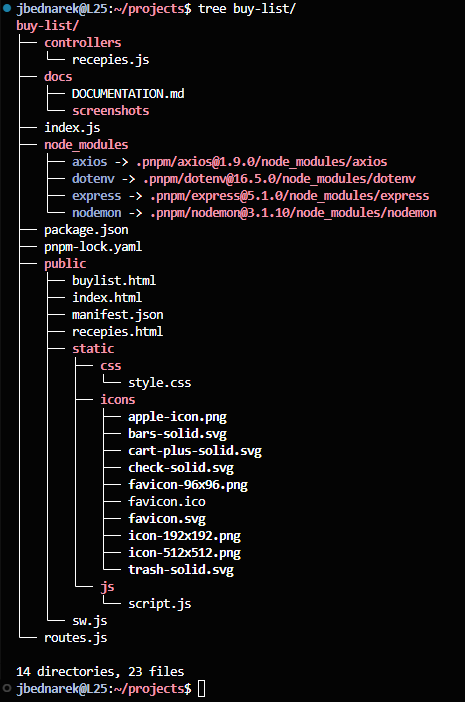 jbednarek@L25:~/projects$ tree buy-list/
buy-list/
├── controllers
│   └── recepies.js
├── docs
│   ├── DOCUMENTATION.md
│   └── screenshots
├── index.js
├── node_modules
│   ├── axios -> .pnpm/axios@1.9.0/node_modules/axios
│   ├── dotenv -> .pnpm/dotenv@16.5.0/node_modules/dotenv
│   ├── express -> .pnpm/express@5.1.0/node_modules/express
│   └── nodemon -> .pnpm/nodemon@3.1.10/node_modules/nodemon
├── package.json
├── pnpm-lock.yaml
├── public
│   ├── buylist.html
│   ├── index.html
│   ├── manifest.json
│   ├── recepies.html
│   ├── static
│   │   ├── css
│   │   │   └── style.css
│   │   ├── icons
│   │   │   ├── apple-icon.png
│   │   │   ├── bars-solid.svg
│   │   │   ├── cart-plus-solid.svg
│   │   │   ├── check-solid.svg
│   │   │   ├── favicon-96x96.png
│   │   │   ├── favicon.ico
│   │   │   ├── favicon.svg
│   │   │   ├── icon-192x192.png
│   │   │   ├── icon-512x512.png
│   │   │   └── trash-solid.svg
│   │   └── js
│   │       └── script.js
│   └── sw.js
└── routes.js

14 directories, 23 files
jbednarek@L25:~/projects$